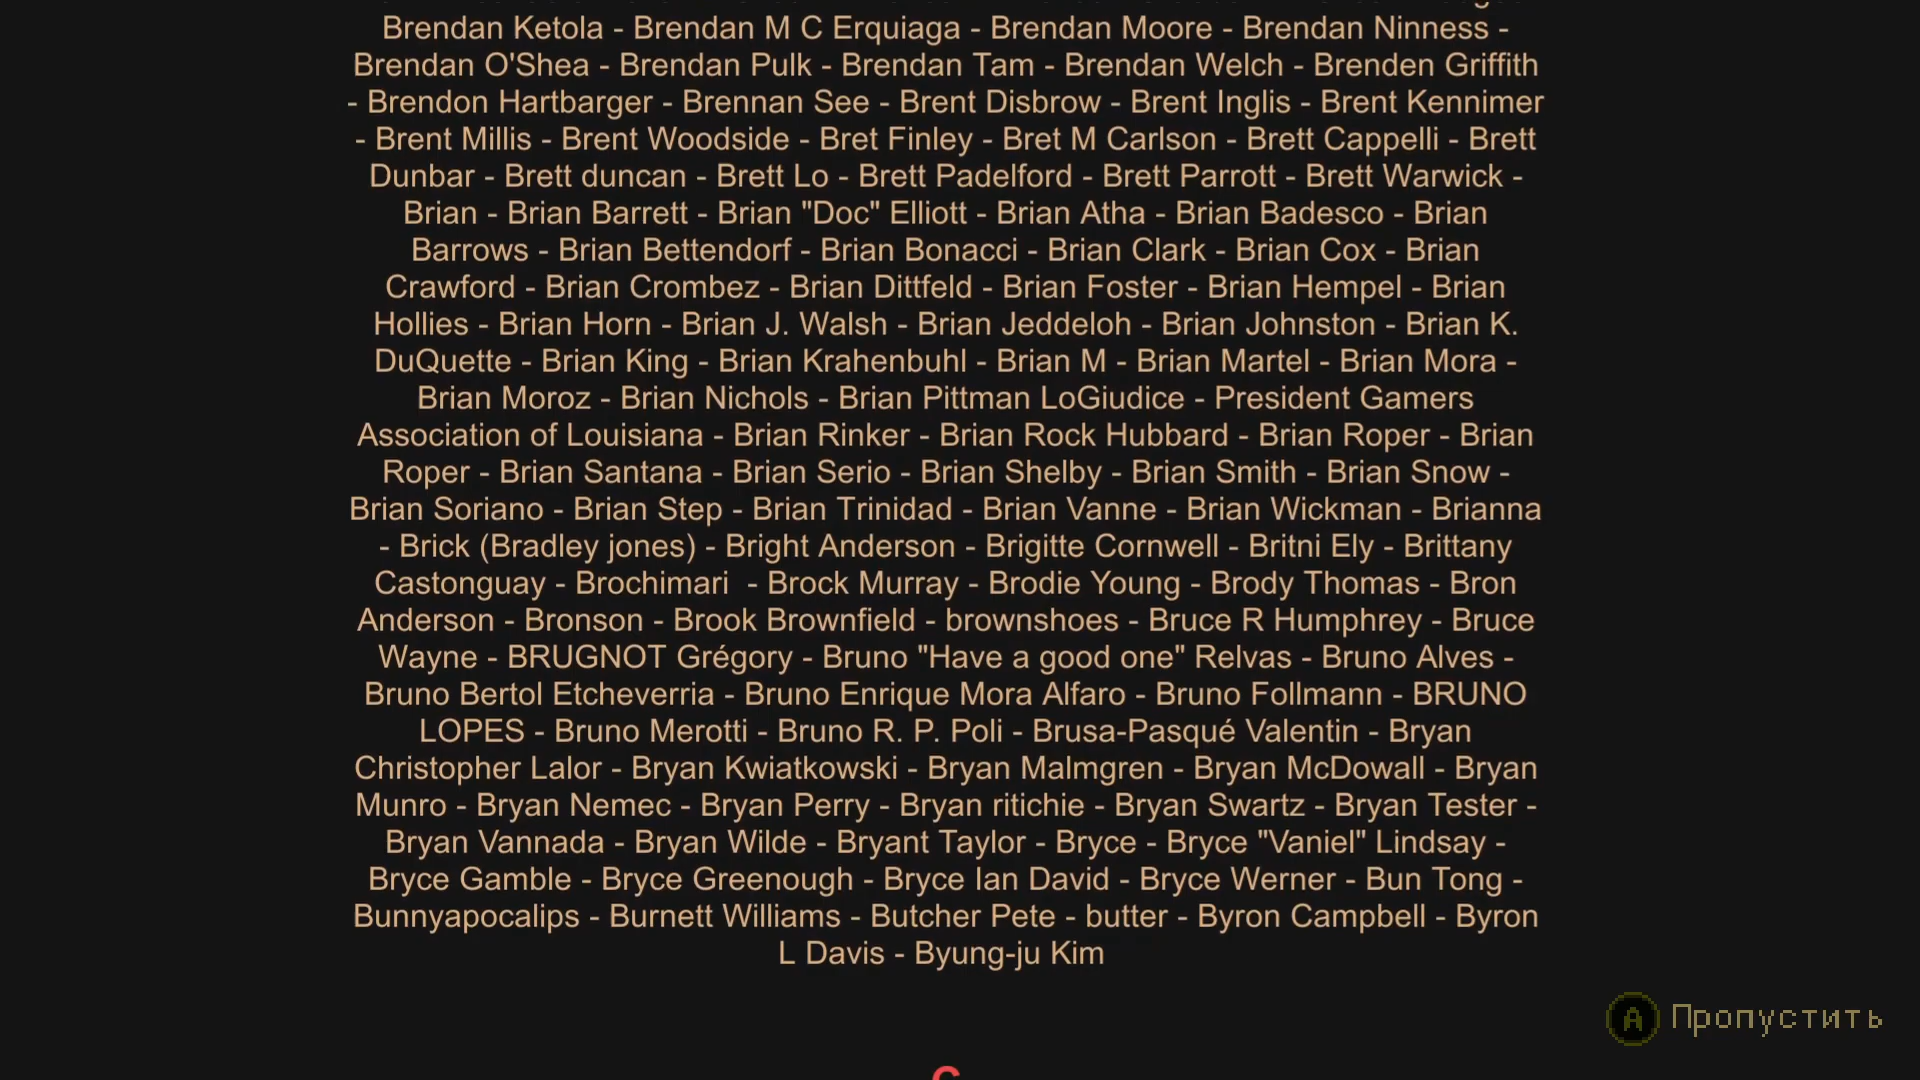 Brendan Ketola - Brendan M C Erquiaga - Brendan Moore - Brendan Ninness -
Brendan O'Shea - Brendan Pulk - Brendan Tam - Brendan Welch - Brenden Griffith
- Brendon Hartbarger - Brennan See - Brent Disbrow - Brent Inglis - Brent Kennimer
- Brent Millis - Brent Woodside - Bret Finley - Bret M Carlson - Brett Cappelli - Brett
Dunbar - Brett duncan - Brett Lo - Brett Padelford - Brett Parrott - Brett Warwick -
Brian - Brian Barrett - Brian "Doc" Elliott - Brian Atha - Brian Badesco - Brian
Barrows - Brian Bettendorf - Brian Bonacci - Brian Clark - Brian Cox - Brian
Crawford - Brian Crombez - Brian Dittfeld - Brian Foster - Brian Hempel - Brian
Hollies - Brian Horn - Brian J. Walsh - Brian Jeddeloh - Brian Johnston - Brian K.
DuQuette - Brian King - Brian Krahenbuhl - Brian M - Brian Martel - Brian Mora -
Brian Moroz - Brian Nichols - Brian Pittman LoGiudice - President Gamers
Association of Louisiana - Brian Rinker - Brian Rock Hubbard - Brian Roper - Brian
Roper - Brian Santana - Brian Serio - Brian Shelby - Brian Smith - Brian Snow -
Brian Soriano - Brian Step - Brian Trinidad - Brian Vanne - Brian Wickman - Brianna
- Brick (Bradley jones) - Bright Anderson - Brigitte Cornwell - Britni Ely - Brittany
Castonguay - Brochimari  - Brock Murray - Brodie Young - Brody Thomas - Bron
Anderson - Bronson - Brook Brownfield - brownshoes - Bruce R Humphrey - Bruce
Wayne - BRUGNOT Grégory - Bruno "Have a good one" Relvas - Bruno Alves -
Bruno Bertol Etcheverria - Bruno Enrique Mora Alfaro - Bruno Follmann - BRUNO
LOPES - Bruno Merotti - Bruno R. P. Poli - Brusa-Pasqué Valentin - Bryan
Christopher Lalor - Bryan Kwiatkowski - Bryan Malmgren - Bryan McDowall - Bryan
Munro - Bryan Nemec - Bryan Perry - Bryan ritichie - Bryan Swartz - Bryan Tester -
Bryan Vannada - Bryan Wilde - Bryant Taylor - Bryce - Bryce "Vaniel" Lindsay -
Bryce Gamble - Bryce Greenough - Bryce Ian David - Bryce Werner - Bun Tong -
Bunnyapocalips - Burnett Williams - Butcher Pete - butter - Byron Campbell - Byron
L Davis - Byung-ju Kim
A Пропустить